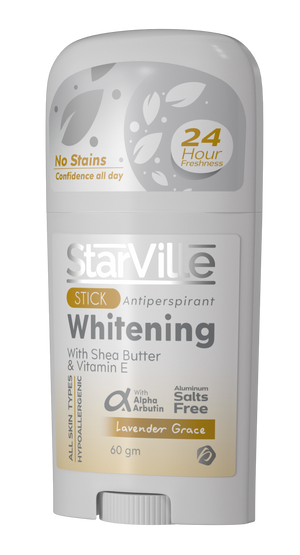 No Stains
Confidence all day
24
Hour
Freshness
StarVille
STICK Antiperspirant
Whitening
With Shea Butter
& Vitamin E
ALL SKIN TYPES
HYPOALLERGENIC
With
Alpha
Arbutin
Aluminum
Salts
Free
Lavender Grace
60 gm